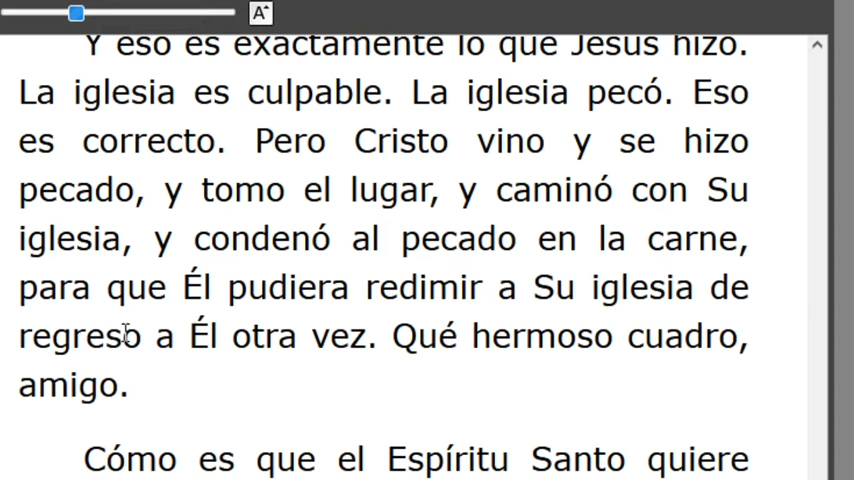 A
Y eso es exactamente lo que Jesús hizo.
La iglesia es culpable. La iglesia pecó. Eso
es correcto. Pero Cristo vino y se hizo
pecado, y tomo el lugar, y caminó con Su
iglesia, y condenó al pecado en la carne,
para que Él pudiera redimir a Su iglesia de
regreso a Él otra vez. Qué hermoso cuadro,
amigo.
Cómo es que el Espíritu Santo quiere